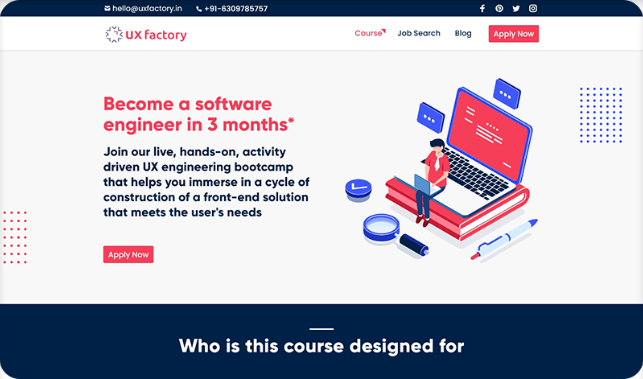 hello@uxfactory.in +91-6309785757
UX factory
Course Job Search Blog Apply Now
Become a software
engineer in 3 months*
Join our live, hands-on, activity
driven UX engineering bootcamp
that helps you immerse in a cycle of
construction of a front-end solution
that meets the user's needs
Apply Now
Who is this course designed for